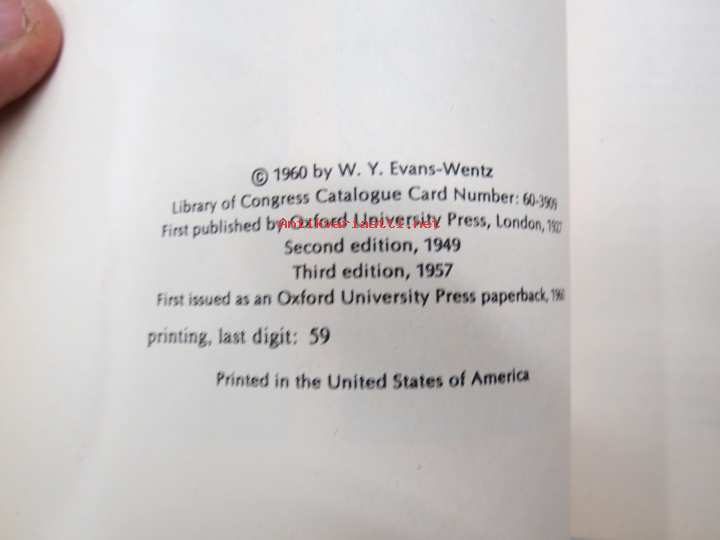 © 1960 by W. Y. Evans-Wentz
Library of Congress Catalogue Card Number: 60-3909
First published by Oxford University Press, London, 1927
Antikvariaatti.net
Second edition, 1949
Third edition, 1957
First issued as an Oxford University Press paperback, 1960
printing, last digit: 59
Printed in the United States of America